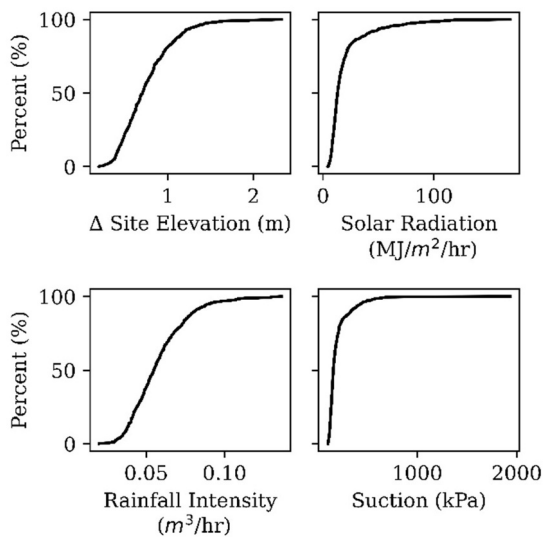 Percent (%)
100
50
0
1
2
Δ Site Elevation (m)
0
100
Solar Radiation
(MJ/m²/hr)
Percent (%)
100
50
0
0.05
0.10
Rainfall Intensity
(m³/hr)
1000
2000
Suction (kPa)